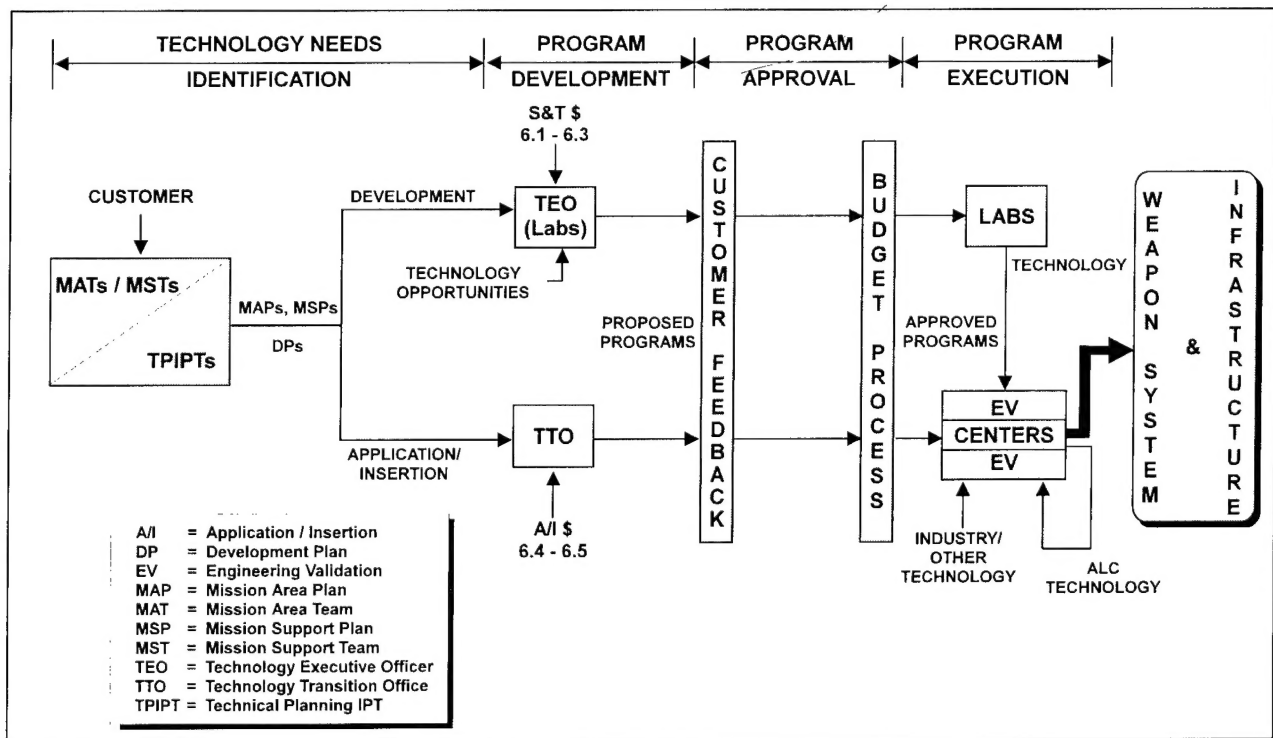 TECHNOLOGY NEEDS
IDENTIFICATION
PROGRAM
DEVELOPMENT
PROGRAM
APPROVAL
PROGRAM
EXECUTION
S&T $
6.1 - 6.3
CUSTOMER
MATs / MSTs
TPIPTs
MAPs, MSPs
DPs
DEVELOPMENT
TEO
(Labs)
TECHNOLOGY
OPPORTUNITIES
APPLICATION/
INSERTION
TTO
A/I $
6.4 - 6.5
PROPOSED
PROGRAMS
CUSTOMER FEEDBACK
BUDGET PROCESS
APPROVED
PROGRAMS
LABS
TECHNOLOGY
EV
CENTERS
EV
INDUSTRY/
OTHER
TECHNOLOGY
ALC
TECHNOLOGY
WEAPON SYSTEM
&
INFRASTRUCTURE
A/I = Application / Insertion
DP = Development Plan
EV = Engineering Validation
MAP = Mission Area Plan
MAT = Mission Area Team
MSP = Mission Support Plan
MST = Mission Support Team
TEO = Technology Executive Officer
TTO = Technology Transition Office
TPIPT = Technical Planning IPT